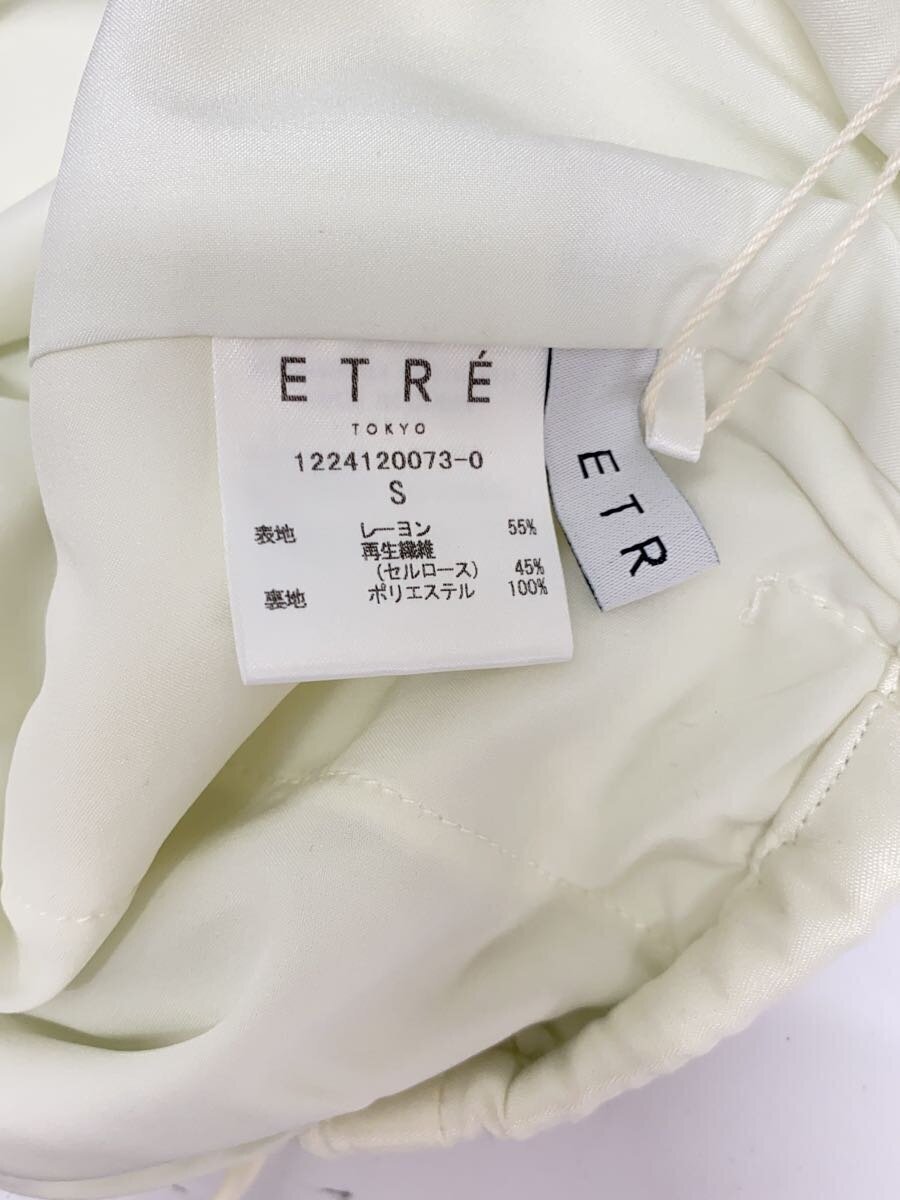 ETRÉ
TOKYO
1224120073-0
S
表地 レーヨン 55%
再生繊維
(セルロース) 45%
裏地 ポリエステル 100%
ETR